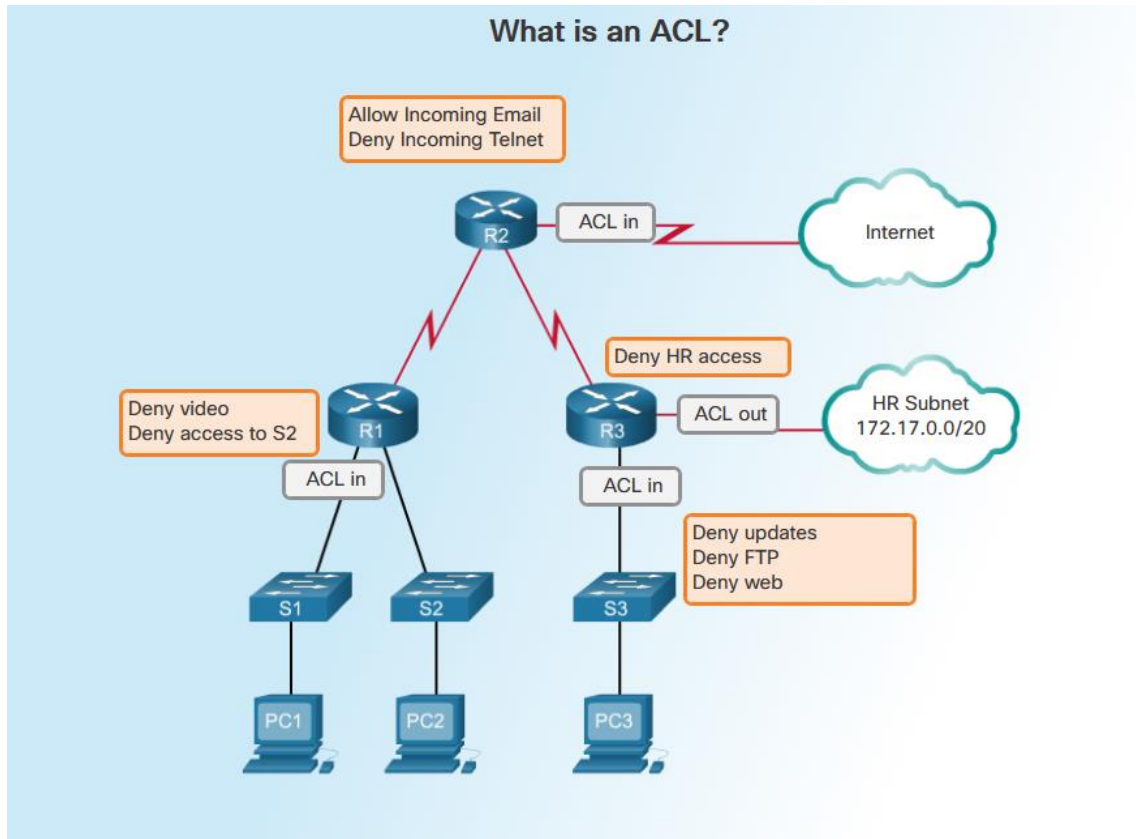 What is an ACL?
Allow Incoming Email
Deny Incoming Telnet
R2
ACL in
Internet
Deny HR access
Deny video
Deny access to S2
R1
R3
ACL out
HR Subnet
172.17.0.0/20
ACL in
ACL in
Deny updates
Deny FTP
Deny web
S1
S2
S3
PC1
PC2
PC3